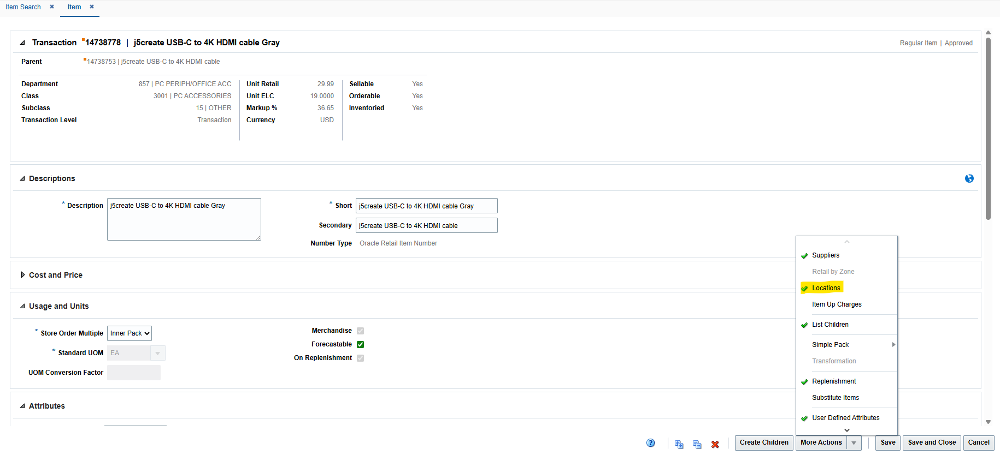 Item Search
Item
Transaction 14738778 | j5create USB-C to 4K HDMI cable Gray
Regular Item | Approved
Parent 14738753 | j5create USB-C to 4K HDMI cable
Department 857 | PC PERIPH/OFFICE ACC Unit Retail 29.99 Sellable Yes
Class 3001 | PC ACCESSORIES Unit ELC 19.0000 Orderable Yes
Subclass 15 | OTHER Markup % 36.65 Inventoried Yes
Transaction Level Transaction Currency USD
Descriptions
* Description j5create USB-C to 4K HDMI cable Gray * Short j5create USB-C to 4K HDMI cable Gray
Secondary j5create USB-C to 4K HDMI cable
Number Type Oracle Retail Item Number
Cost and Price
Usage and Units
* Store Order Multiple Inner Pack Merchandise
Forecastable
* Standard UOM EA On Replenishment
UOM Conversion Factor
Attributes
Suppliers
Retail by Zone
Locations
Item Up Charges
List Children
Simple Pack
Transformation
Replenishment
Substitute Items
User Defined Attributes
? Create Children More Actions Save Save and Close Cancel